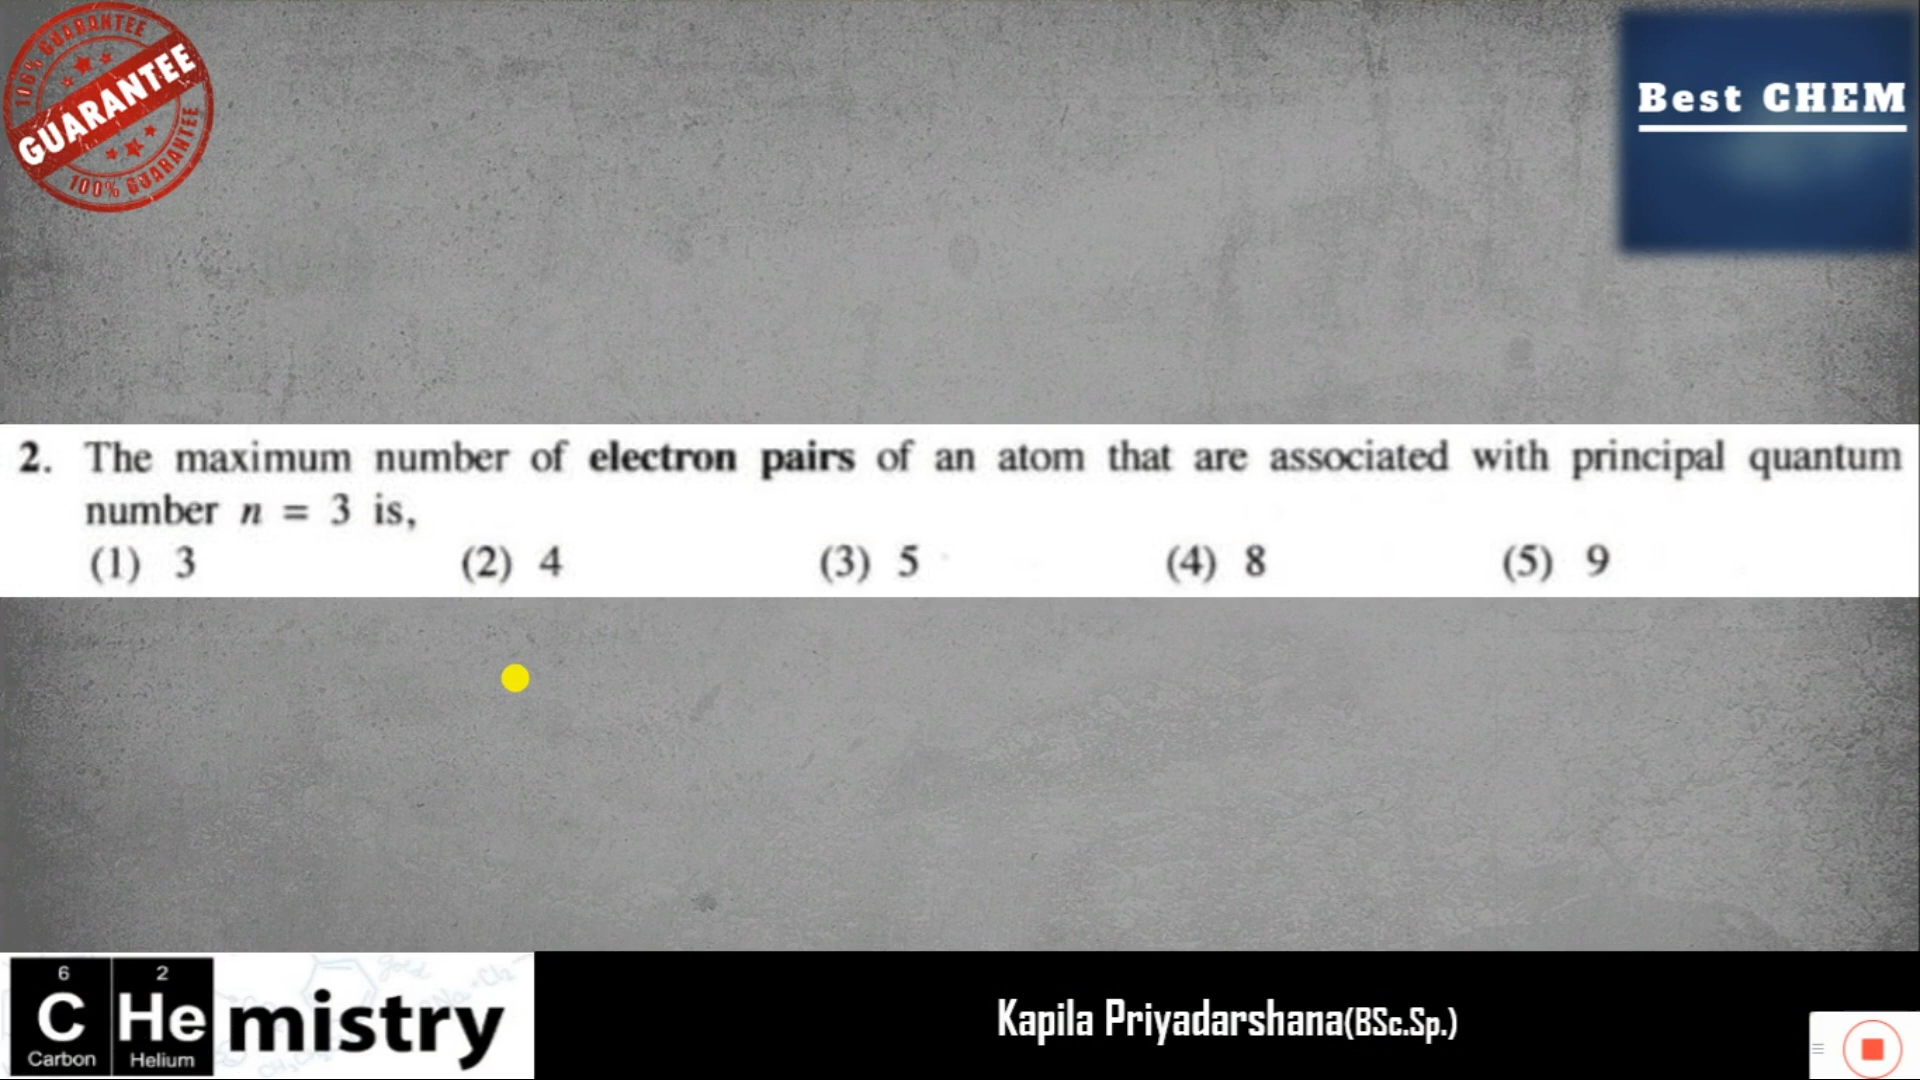 100% GUARANTEE
GUARANTEE
100% GUARANTEE
Best CHEM
2. The maximum number of electron pairs of an atom that are associated with principal quantum
number n = 3 is,
(1) 3 (2) 4 (3) 5 (4) 8 (5) 9
6 2
C He mistry
Carbon Helium
Kapila Priyadarshana(BSc.Sp.)